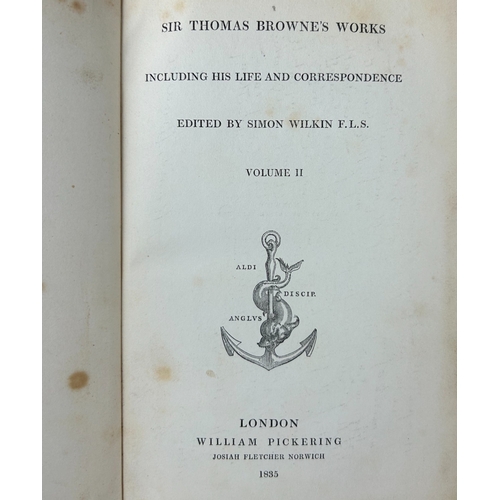 SIR THOMAS BROWNE'S WORKS
INCLUDING HIS LIFE AND CORRESPONDENCE
EDITED BY SIMON WILKIN F.L.S.
VOLUME II
ALDI
DISCIP.
ANGLVS
LONDON
WILLIAM PICKERING
JOSIAH FLETCHER NORWICH
1835